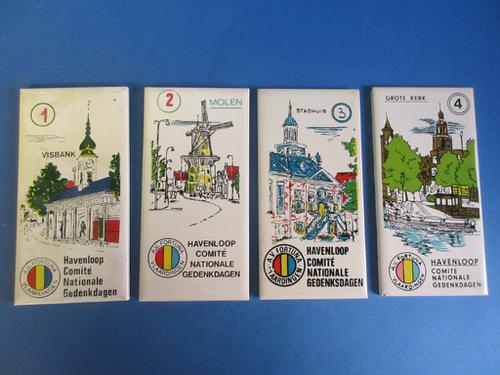 1
VISBANK
A.V. FORTUNA
VLAARDINGEN
Havenloop
Comité
Nationale
Gedenkdagen
2
MOLEN
A.V. FORTUNA
VLAARDINGEN
HAVENLOOP
COMITÉ
NATIONALE
GEDENKDAGEN
STADHUIS
3
A.V. FORTUNA
VLAARDINGEN
HAVENLOOP
COMITÉ
NATIONALE
GEDENKSDAGEN
GROTE KERK
4
A.V. FORTUNA
VLAARDINGEN
HAVENLOOP
COMITÉ
NATIONALE
GEDENKDAGEN